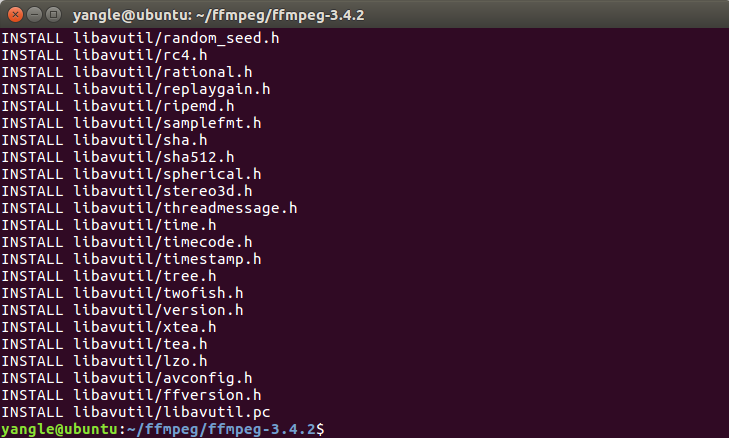 yangle@ubuntu: ~/ffmpeg/ffmpeg-3.4.2
INSTALL libavutil/random_seed.h
INSTALL libavutil/rc4.h
INSTALL libavutil/rational.h
INSTALL libavutil/replaygain.h
INSTALL libavutil/ripemd.h
INSTALL libavutil/samplefmt.h
INSTALL libavutil/sha.h
INSTALL libavutil/sha512.h
INSTALL libavutil/spherical.h
INSTALL libavutil/stereo3d.h
INSTALL libavutil/threadmessage.h
INSTALL libavutil/time.h
INSTALL libavutil/timecode.h
INSTALL libavutil/timestamp.h
INSTALL libavutil/tree.h
INSTALL libavutil/twofish.h
INSTALL libavutil/version.h
INSTALL libavutil/xtea.h
INSTALL libavutil/tea.h
INSTALL libavutil/lzo.h
INSTALL libavutil/avconfig.h
INSTALL libavutil/ffversion.h
INSTALL libavutil/libavutil.pc
yangle@ubuntu:~/ffmpeg/ffmpeg-3.4.2$